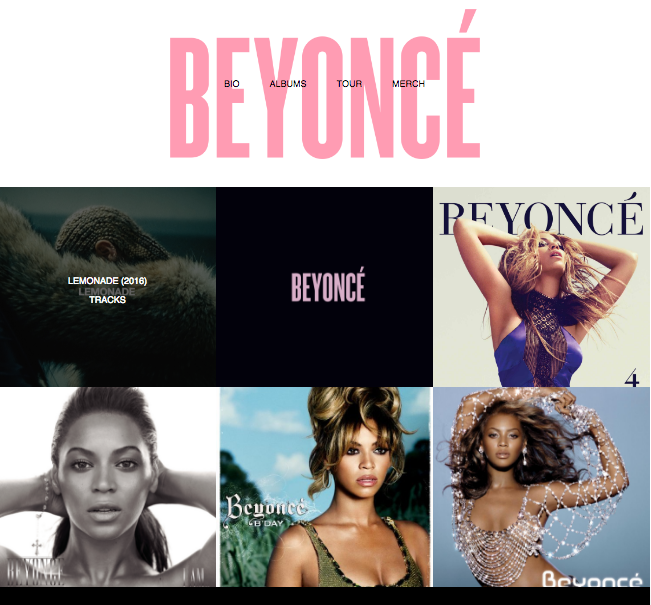 BEYONCÉ
BIO ALBUMS TOUR MERCH
LEMONADE (2016)
LEMONADE
TRACKS
BEYONCÉ
BEYONCÉ
4
BEYONCÉ
I AM
Beyoncé
B'DAY
Beyoncé